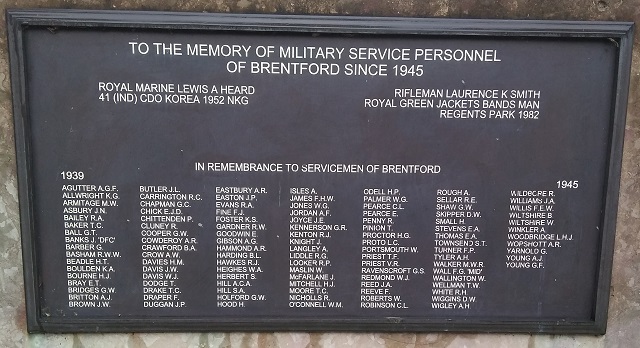 TO THE MEMORY OF MILITARY SERVICE PERSONNEL
OF BRENTFORD SINCE 1945
ROYAL MARINE LEWIS A HEARD
41 (IND) CDO KOREA 1952 NKG
RIFLEMAN LAURENCE K SMITH
ROYAL GREEN JACKETS BANDS MAN
REGENTS PARK 1982
IN REMEMBRANCE TO SERVICEMEN OF BRENTFORD
1939
1945
AGUTTER A.G.F.
ALLWRIGHT K.G.
ARMITAGE M.W.
ASBURY J.N.
BAILEY R.A.
BAKER T.C.
BALL G.T.
BANKS J. 'DFC'
BARBER G.
BASHAM R.W.W.
BEADLE H.T.
BOULDEN K.A.
BOURNE H.J.
BRAY E.T.
BRIDGES G.W.
BRITTON A.J.
BROWN J.W.
BUTLER J.L.
CARRINGTON R.C.
CHAPMAN G.C.
CHICK E.J.D.
CHITTENDEN P.
CLUNEY R.
COOPER G.W.
COWDEROY A.R.
CRAWFORD B.A.
CROW A.W.
DAVIES H.M.
DAVIS J.W.
DAVIS W.J.
DODGE T.
DRAKE T.C.
DRAPER F.
DUGGAN J.P.
EASTBURY A.R.
EASTON J.P.
EVANS R.A.
FINE F.J.
FOSTER K.S.
GARDNER R.W.
GOODWIN D.
GIBSON A.G.
HAMMOND A.R.
HARDING B.L.
HAWKES R.J.
HEIGHES W.A.
HERBERT S.
HILL A.C.A.
HILL S.A.
HOLFORD G.W.
HOOD H.
ISLES A.
JAMES F.H.W.
JONES W.G.
JORDAN A.F.
JOYCE J.E.
KENNERSON G.R.
KENTON R.J.
KNIGHT J.
LANGLEY A.
LIDDLE R.G.
LOOKER R.P.
MASLIN W.
McFARLANE J.
MITCHELL H.J.
MOORE T.C.
NICHOLLS R.
O'CONNELL W.M.
ODELL H.P.
PALMER W.G.
PEARCE C.L.
PEARCE E.
PENNY R.
PINION T.
PROCTOR H.G.
PROTO L.C.
PORTSMOUTH W.
PRIEST T.F.
PRIEST V.R.
RAVENSCROFT G.S.
REDMOND W.J.
REED J.A.
REEVE F.
ROBERTS W.
ROBINSON C.L.
ROUGH A.
SELLAR R.E.
SHAW G.W.
SKIPPER D.W.
SMALL H.
STEVENS E.A.
THOMAS E.A.
TOWNSEND S.T.
TURNER F.P.
TYLER A.H.
WALKER M.W.R.
WALL F.G. 'MID'
WALLINGTON W.
WELLMAN T.W.
WHITE R.H.
WIGGINS D.W.
WIGLEY A.H.
WILDGORE R.
WILLIAMS J.A.
WILLIS F.E.W.
WILTSHIRE B.
WILTSHIRE W.
WINKLER A.
WOODBRIDGE L.H.J.
WOPSHOTT A.R.
YARNOLD G.
YOUNG A.J.
YOUNG G.F.